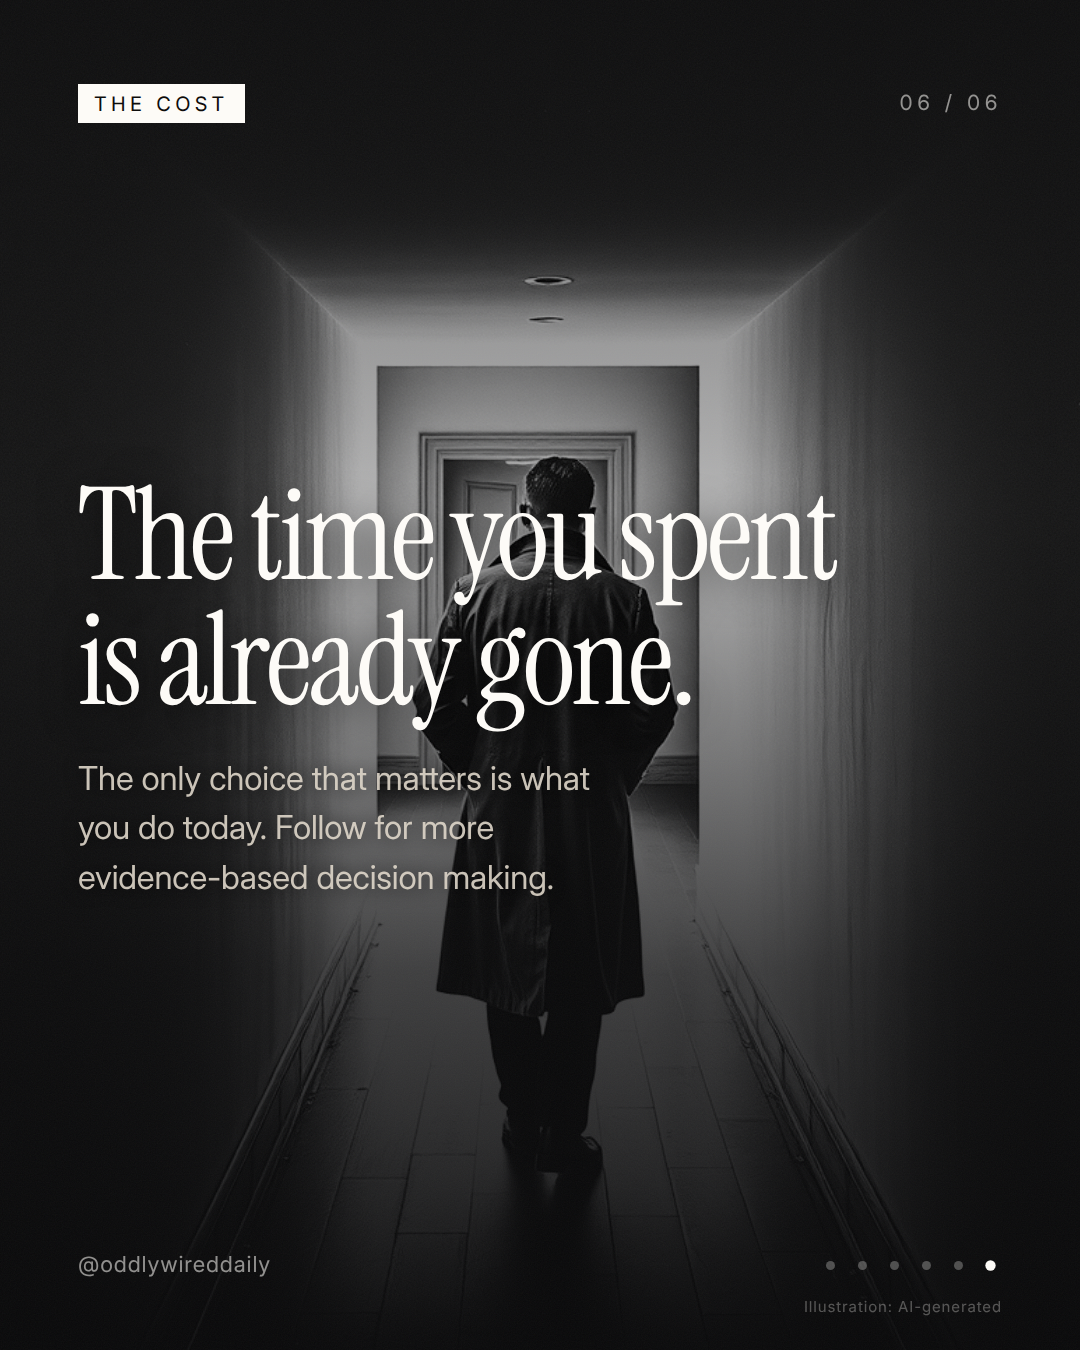 THE COST
06 / 06
The time you spent
is already gone.
The only choice that matters is what
you do today. Follow for more
evidence-based decision making.
@oddlywireddaily
Illustration: AI-generated